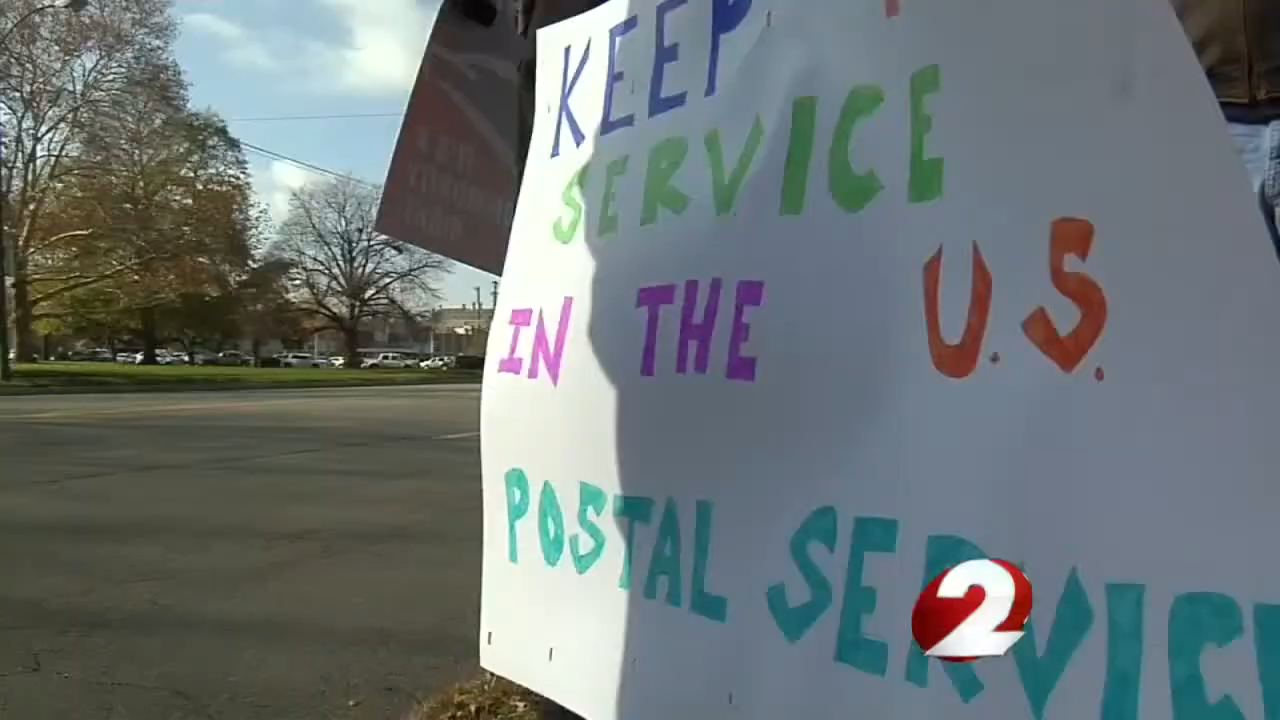 KEEP
SERVICE
IN THE U.S.
POSTAL SERVICE
2